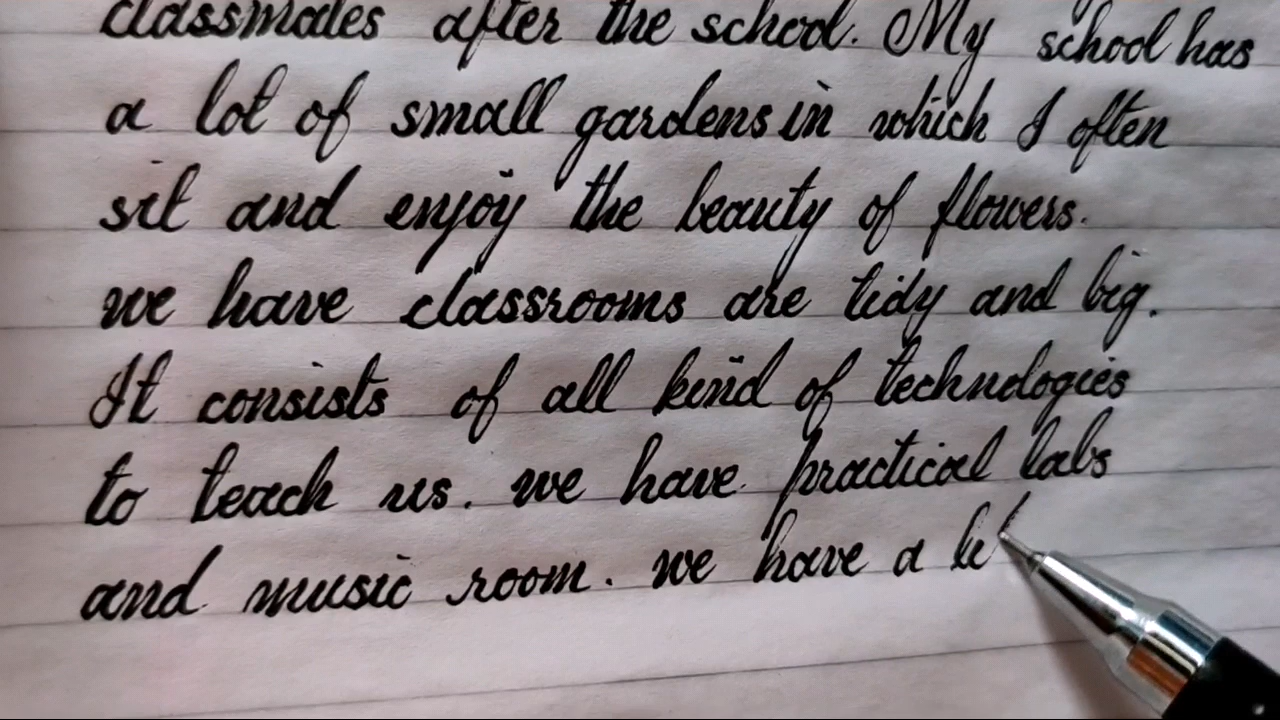 classmates after the school. My school has
a lot of small gardens in which I often
sit and enjoy the beauty of flowers.
we have classrooms are tidy and big.
It consists of all kind of technologies
to teach us. we have practical labs
and music room. we have a